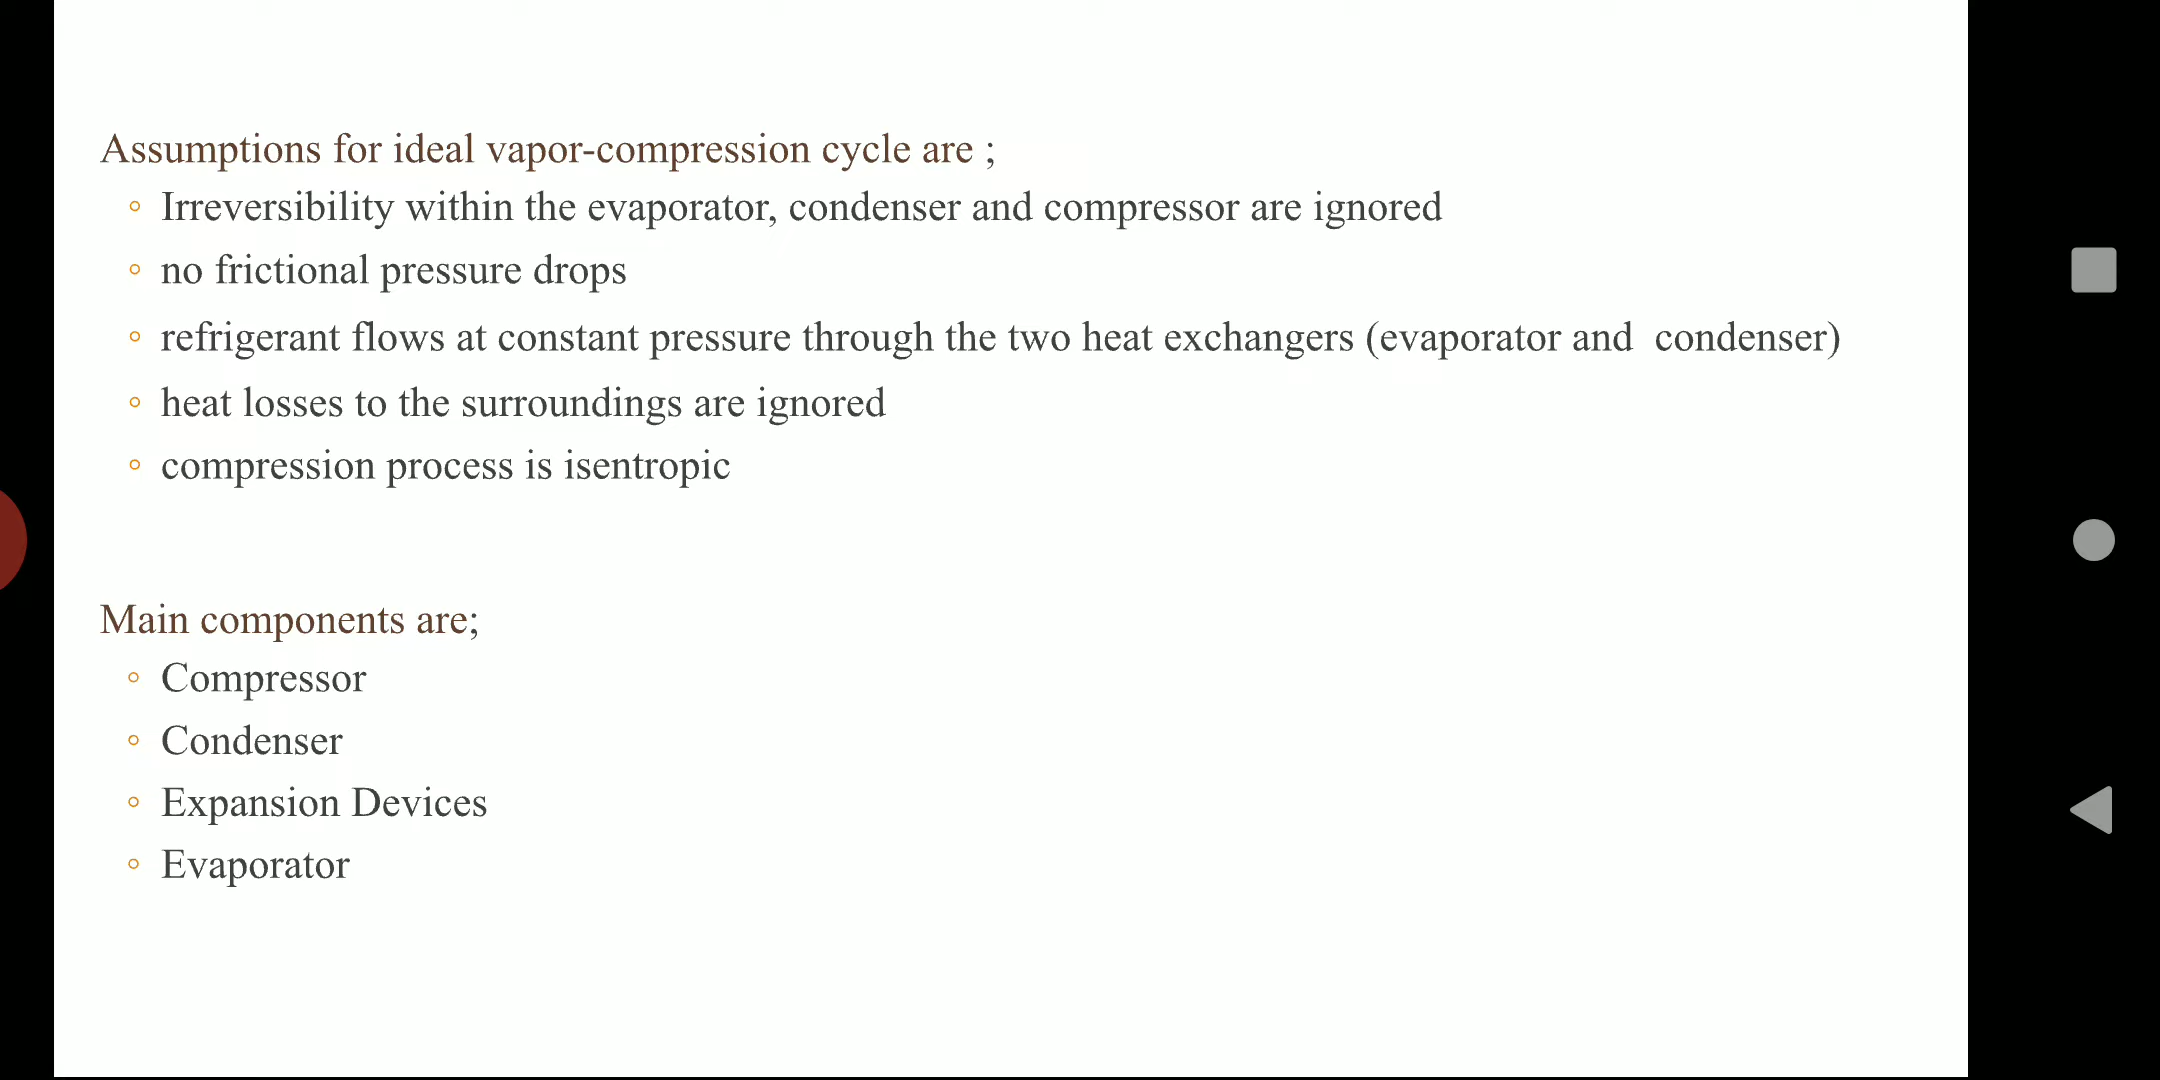 Assumptions for ideal vapor-compression cycle are ;
◦ Irreversibility within the evaporator, condenser and compressor are ignored
◦ no frictional pressure drops
◦ refrigerant flows at constant pressure through the two heat exchangers (evaporator and  condenser)
◦ heat losses to the surroundings are ignored
◦ compression process is isentropic
Main components are;
◦ Compressor
◦ Condenser
◦ Expansion Devices
◦ Evaporator